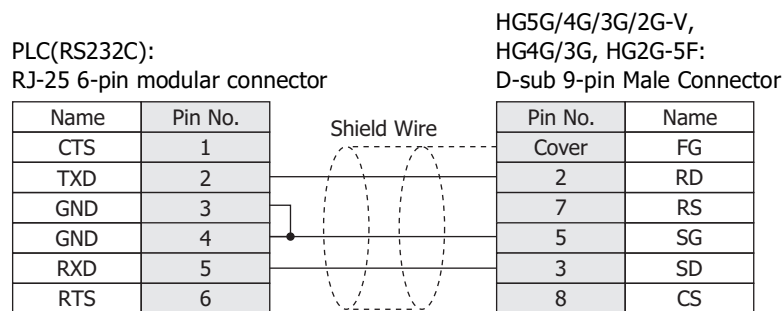 HG5G/4G/3G/2G-V,
PLC(RS232C): HG4G/3G, HG2G-5F:
RJ-25 6-pin modular connector D-sub 9-pin Male Connector
Name Pin No. Shield Wire Pin No. Name
CTS 1 Cover FG
TXD 2 2 RD
GND 3 7 RS
GND 4 5 SG
RXD 5 3 SD
RTS 6 8 CS